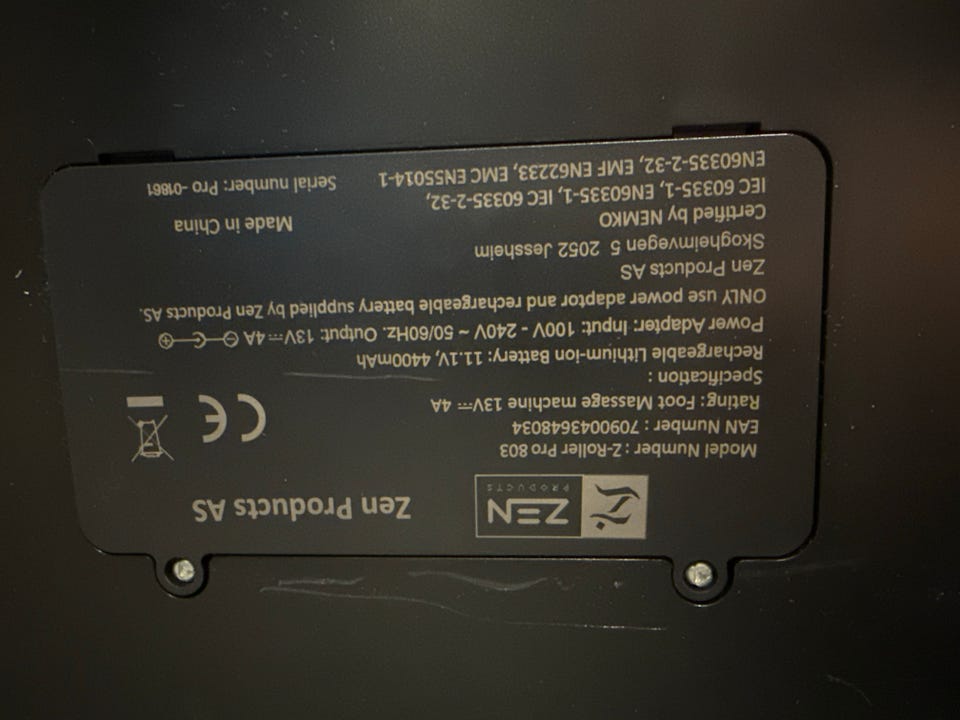 ZEN
PRODUCTS
Zen Products AS
Model Number : Z-Roller Pro 803
EAN Number : 7090043648034
Rating: Foot Massage machine 13V⎓ 4A
Specification :
Rechargeable Lithium-Ion Battery: 11.1V, 4400mAh
Power Adapter: Input: 100V - 240V ~ 50/60Hz. Output: 13V⎓4A
ONLY use power adaptor and rechargeable battery supplied by Zen Products AS.
Zen Products AS
Skogheimvegen 5 2052 Jessheim
Certified by NEMKO
IEC 60335-1, EN60335-1, IEC 60335-2-32,
EN60335-2-32, EMF EN62233, EMC EN55014-1
CE
Made in China
Serial number: Pro -01861